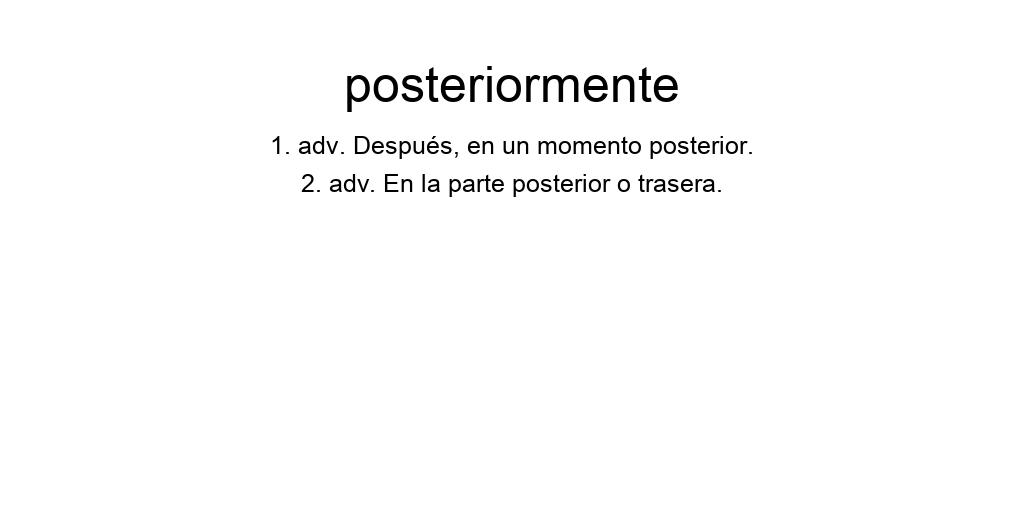 posteriormente
1. adv. Después, en un momento posterior.
2. adv. En la parte posterior o trasera.